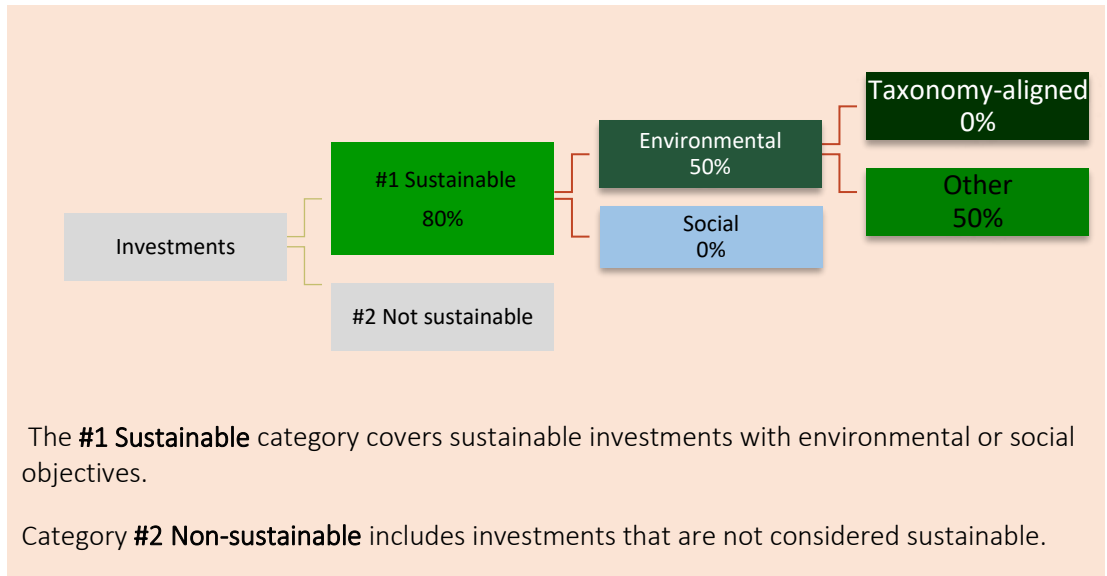 Taxonomy-aligned
0%
Environmental
50%
#1 Sustainable
80%
Other
50%
Social
0%
Investments
#2 Not sustainable
The #1 Sustainable category covers sustainable investments with environmental or social
objectives.
Category #2 Non-sustainable includes investments that are not considered sustainable.